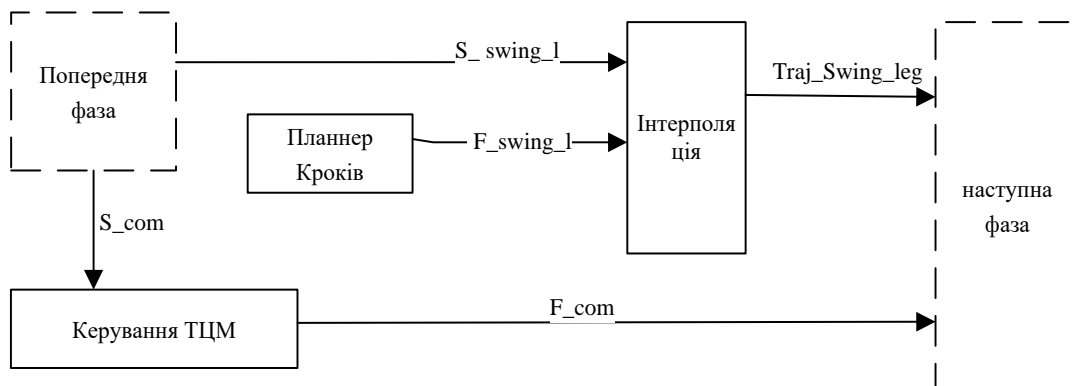 Попередня
фаза
S_ swing_l
Traj_Swing_leg
Планнер
Кроків
F_swing_l
Інтерполя
ція
наступна
фаза
S_com
Керування ТЦМ
F_com